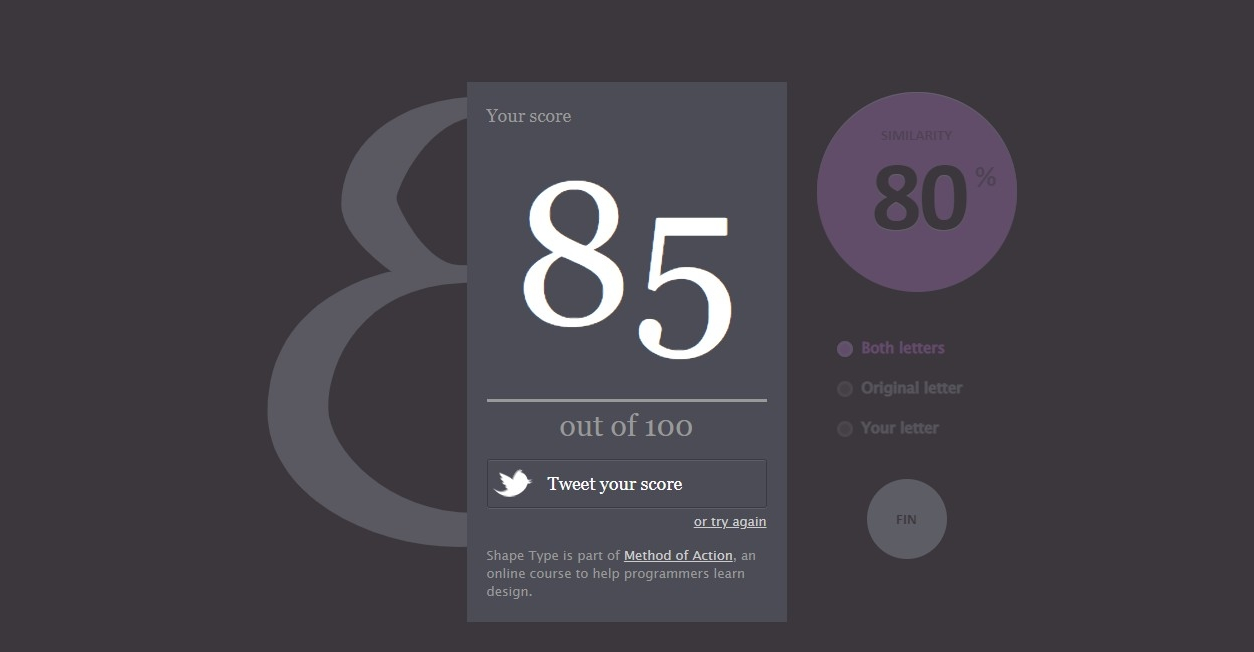 Your score
85
out of 100
Tweet your score
or try again
Shape Type is part of Method of Action, an
online course to help programmers learn
design.
SIMILARITY
80 %
Both letters
Original letter
Your letter
FIN